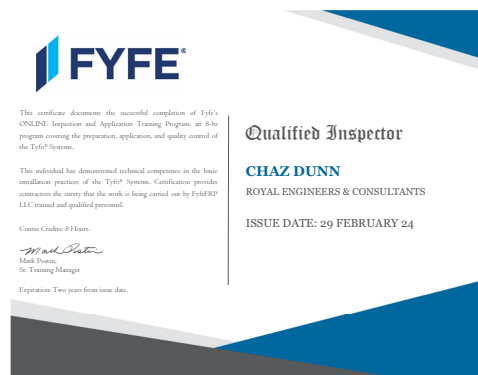 FYFE®
This certificate documents the successful completion of Fyfe's
ONLINE Inspection and Application Training Program, an 8-hr
program covering the preparation, application, and quality control of
the Tyfo® Systems.
This individual has demonstrated technical competence in the basic
installation practices of the Tyfo® Systems. Certification provides
contractors the surety that the work is being carried out by FyfeFRP
LLC trained and qualified personnel.
Course Credits: 8 Hours.
Mark Postin
Mark Postin,
Sr. Training Manager
Expiration: Two years from issue date.
Qualified Inspector
CHAZ DUNN
ROYAL ENGINEERS & CONSULTANTS
ISSUE DATE: 29 FEBRUARY 24